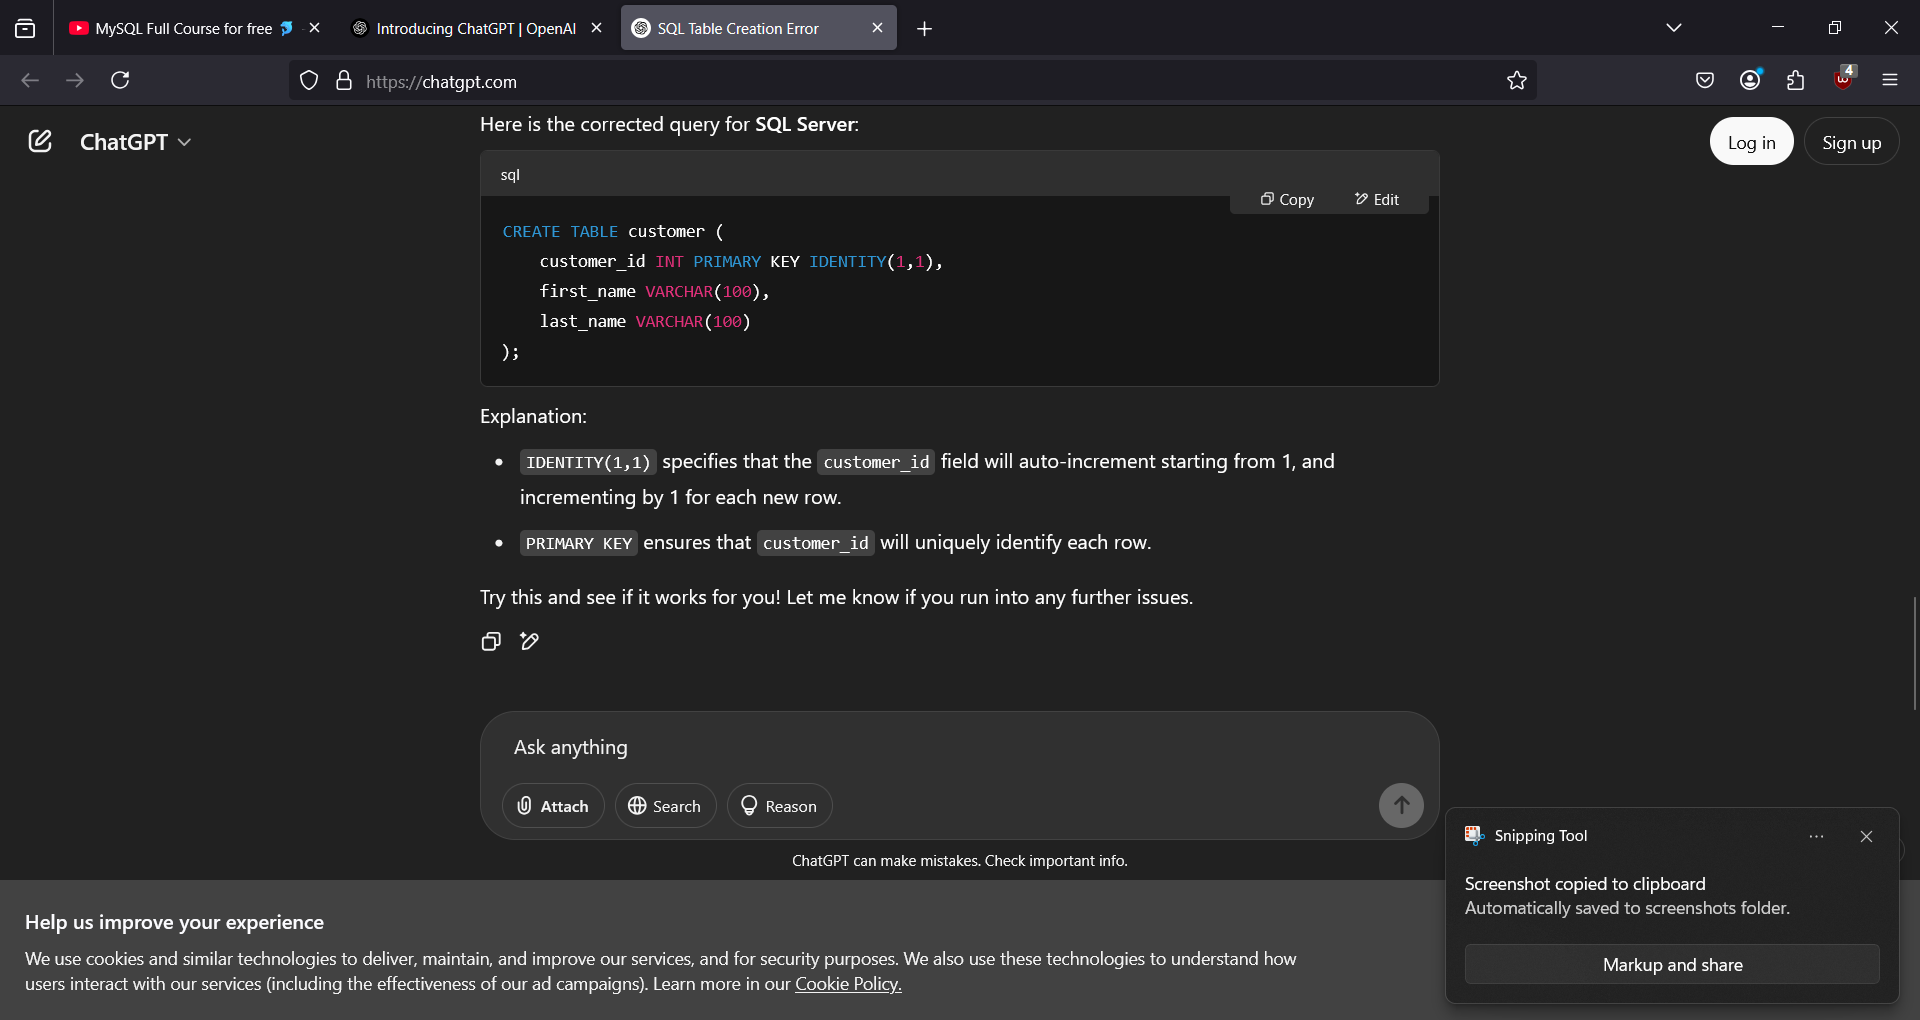 MySQL Full Course for free
Introducing ChatGPT | OpenAI
SQL Table Creation Error
https://chatgpt.com
4
ChatGPT
Log in
Sign up
Here is the corrected query for SQL Server:
sql
Copy
Edit
CREATE TABLE customer (
customer_id INT PRIMARY KEY IDENTITY(1,1),
first_name VARCHAR(100),
last_name VARCHAR(100)
);
Explanation:
• IDENTITY(1,1) specifies that the customer_id field will auto-increment starting from 1, and
incrementing by 1 for each new row.
• PRIMARY KEY ensures that customer_id will uniquely identify each row.
Try this and see if it works for you! Let me know if you run into any further issues.
Ask anything
Attach
Search
Reason
ChatGPT can make mistakes. Check important info.
Snipping Tool
Screenshot copied to clipboard
Automatically saved to screenshots folder.
Markup and share
Help us improve your experience
We use cookies and similar technologies to deliver, maintain, and improve our services, and for security purposes. We also use these technologies to understand how
users interact with our services (including the effectiveness of our ad campaigns). Learn more in our Cookie Policy.